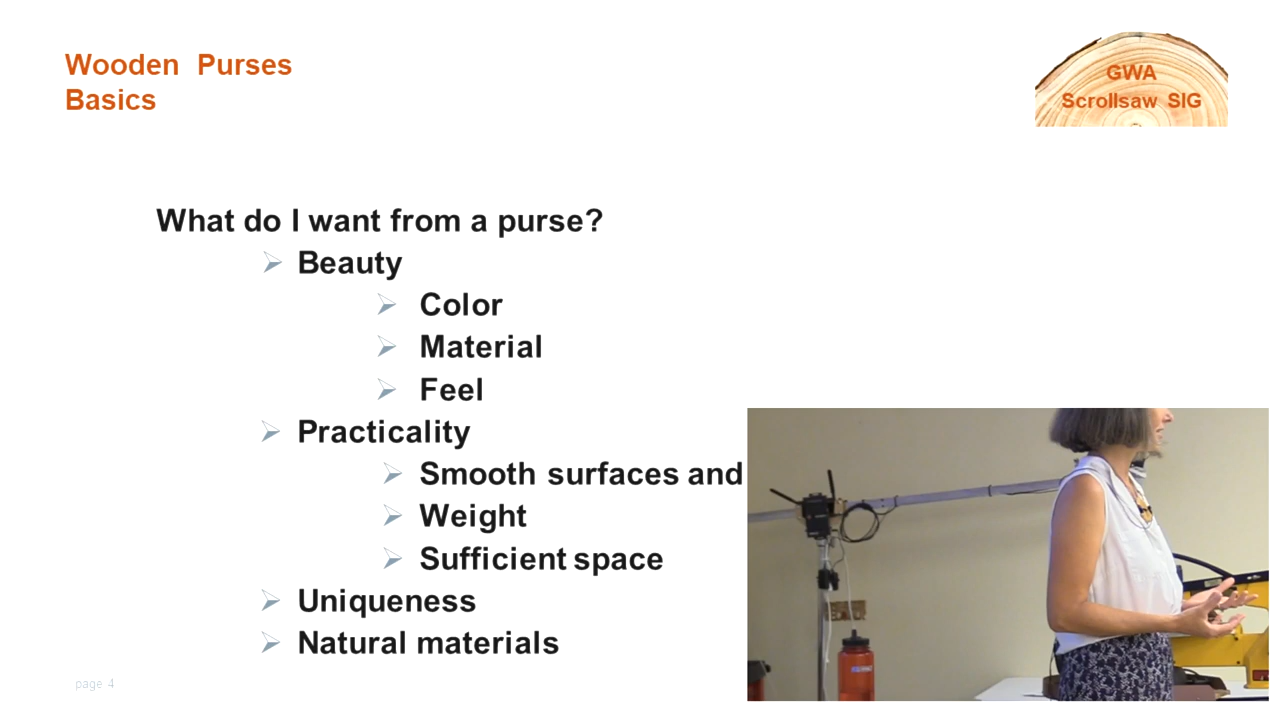 Wooden Purses
Basics
GWA
Scrollsaw SIG
What do I want from a purse?
Beauty
Color
Material
Feel
Practicality
Smooth surfaces and
Weight
Sufficient space
Uniqueness
Natural materials
page 4